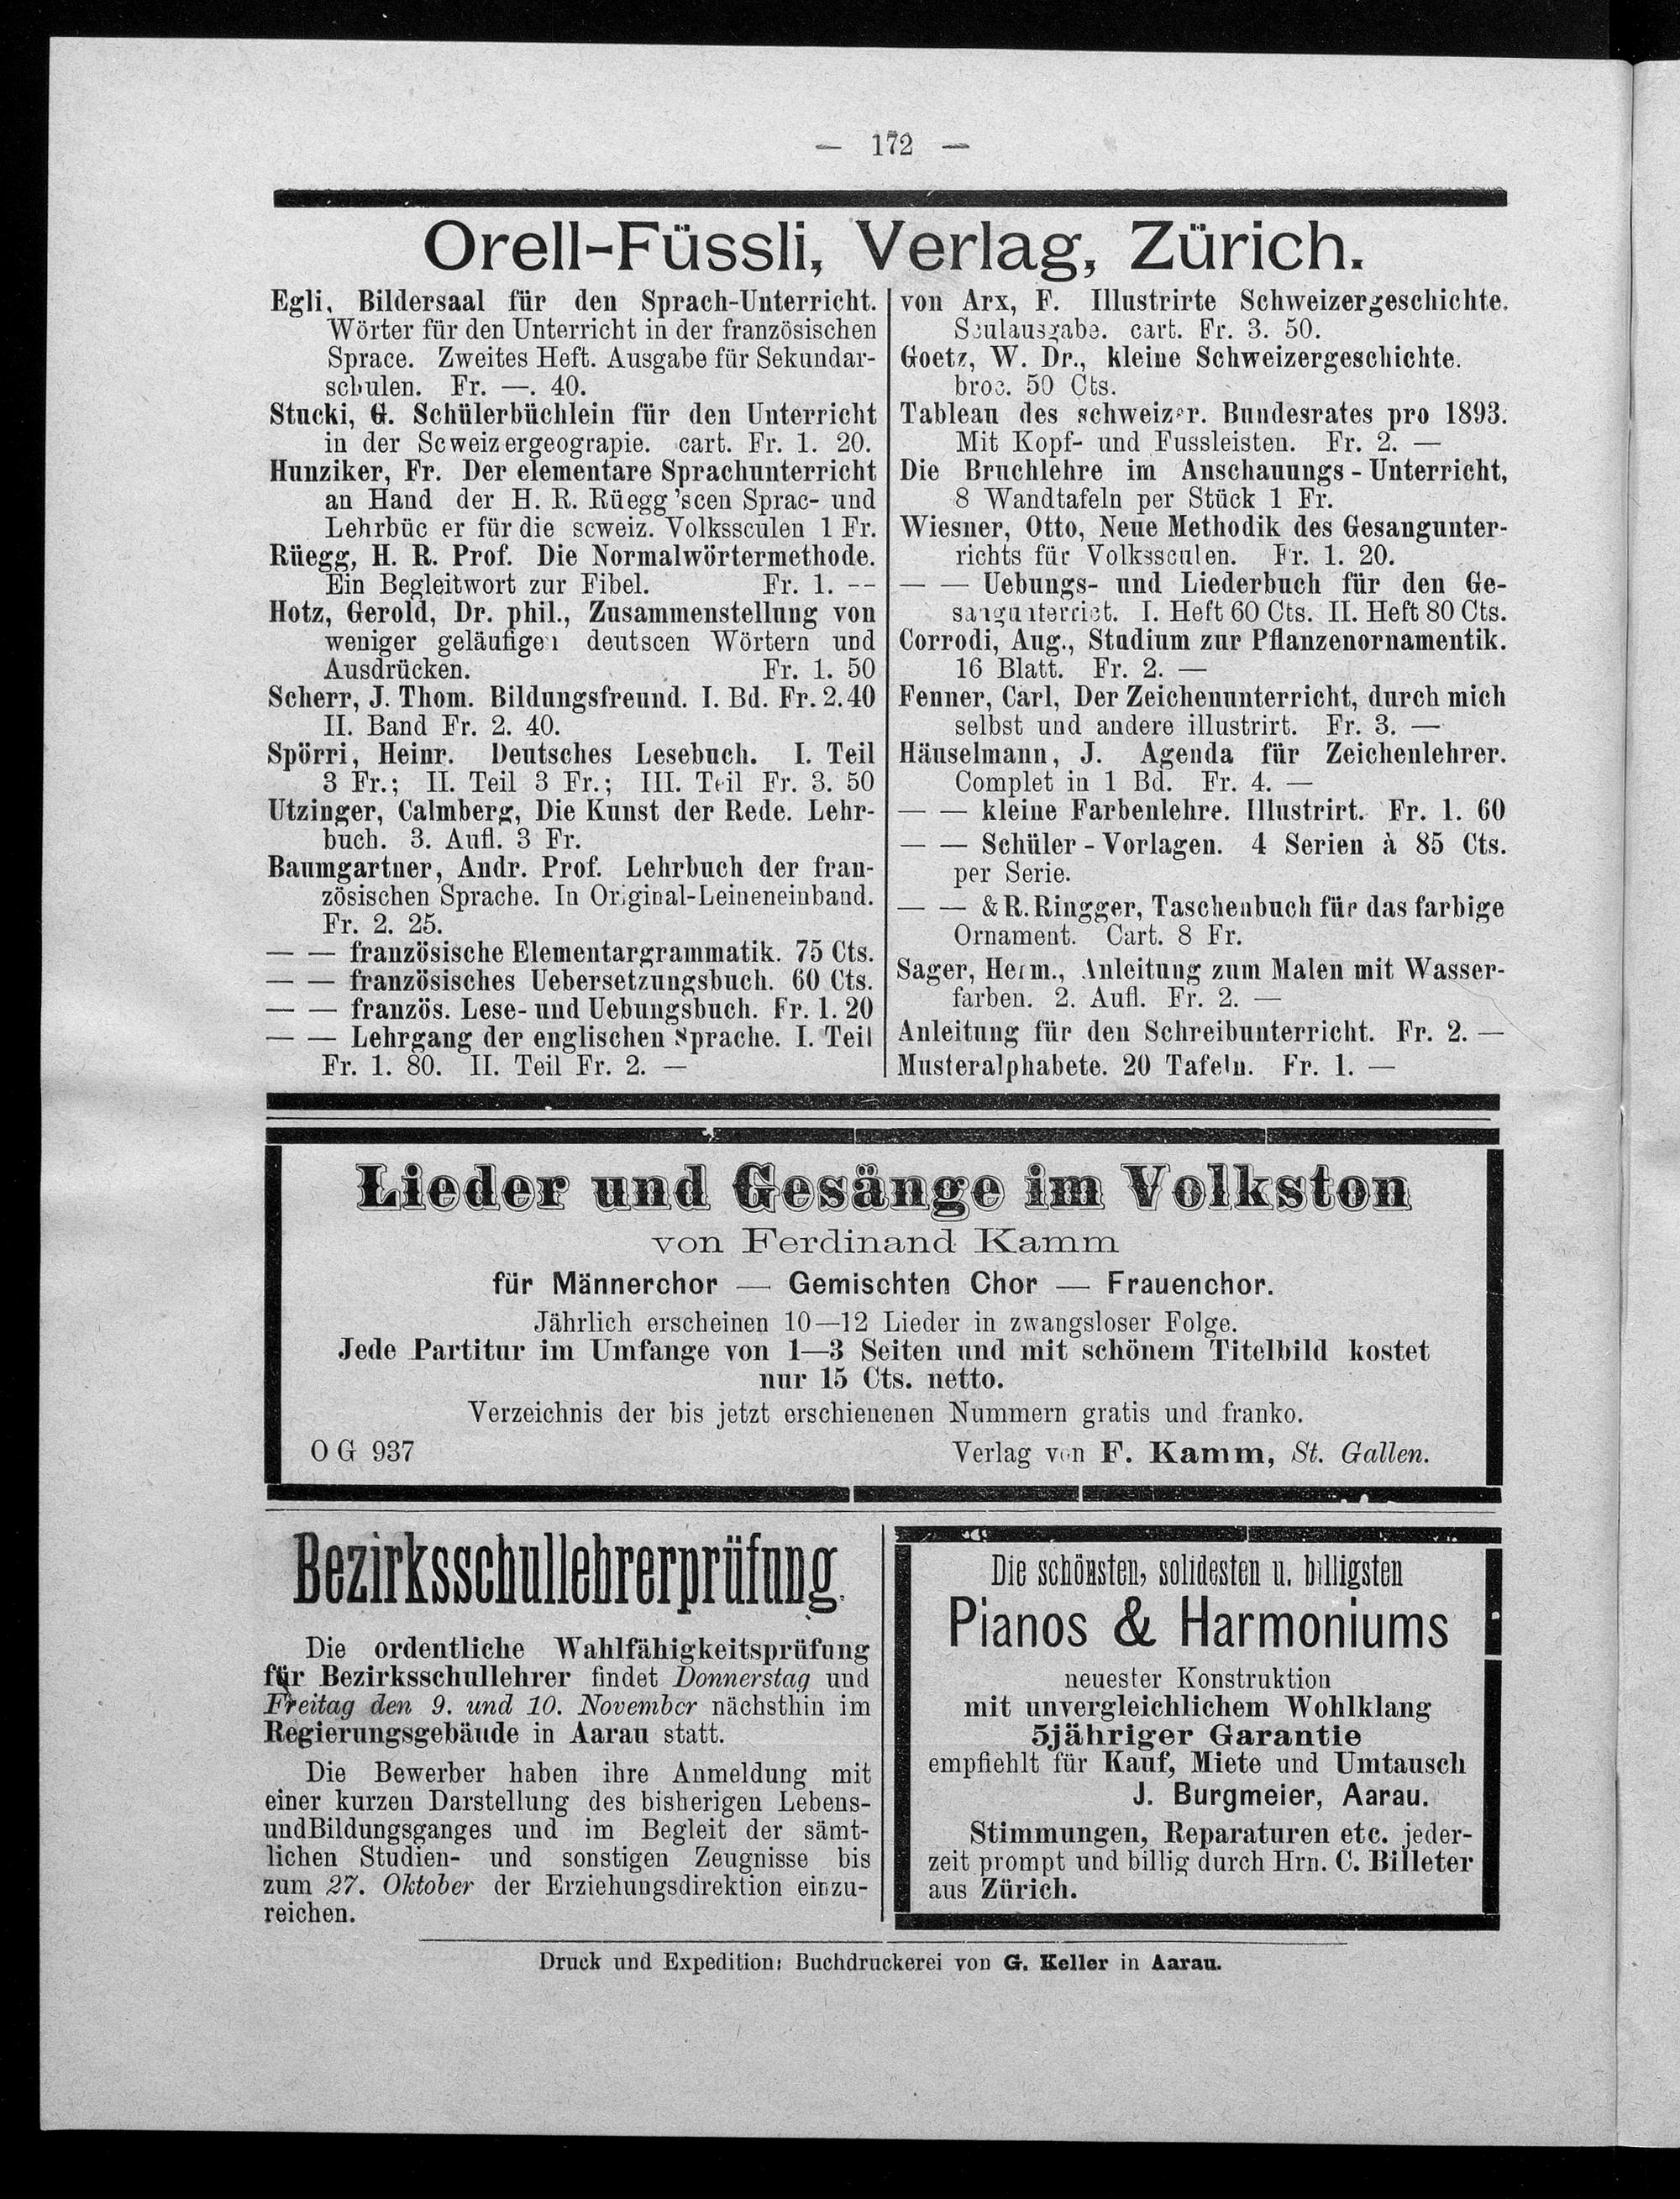 — 172 —
Orell-Füssli, Verlag, Zürich.
Egli, Bildersaal für den Sprach-Unterricht.
Wörter für den Unterricht in der französischen
Sprace. Zweites Heft. Ausgabe für Sekundar-
schulen. Fr. —. 40.
Stucki, G. Schülerbüchlein für den Unterricht
in der Scweizergeograpie. cart. Fr. 1. 20.
Hunziker, Fr. Der elementare Sprachunterricht
an Hand der H. R. Rüegg'scen Sprac- und
Lehrbüc er für die scweiz. Volkssculen 1 Fr.
Rüegg, H. R. Prof. Die Normalwörtermethode.
Ein Begleitwort zur Fibel. Fr. 1. --
Hotz, Gerold, Dr. phil., Zusammenstellung von
weniger geläufigen deutscen Wörtern und
Ausdrücken. Fr. 1. 50
Scherr, J. Thom. Bildungsfreund. I. Bd. Fr. 2.40
II. Band Fr. 2. 40.
Spörri, Heinr. Deutsches Lesebuch. I. Teil
3 Fr.; II. Teil 3 Fr.; III. Teil Fr. 3. 50
Utzinger, Calmberg, Die Kunst der Rede. Lehr-
buch. 3. Aufl. 3 Fr.
Baumgartner, Andr. Prof. Lehrbuch der fran-
zösischen Sprache. In Original-Leineneinband.
Fr. 2. 25.
— — französische Elementargrammatik. 75 Cts.
— — französisches Uebersetzungsbuch. 60 Cts.
— — französ. Lese- und Uebungsbuch. Fr. 1. 20
— — Lehrgang der englischen Sprache. I. Teil
Fr. 1. 80. II. Teil Fr. 2. —
von Arx, F. Illustrirte Schweizergeschichte.
Sculausgabe. cart. Fr. 3. 50.
Goetz, W. Dr., kleine Schweizergeschichte.
broc. 50 Cts.
Tableau des schweizer. Bundesrates pro 1893.
Mit Kopf- und Fussleisten. Fr. 2. —
Die Bruchlehre im Anschauungs-Unterricht,
8 Wandtafeln per Stück 1 Fr.
Wiesner, Otto, Neue Methodik des Gesangunter-
richts für Volkssculen. Fr. 1. 20.
— — Uebungs- und Liederbuch für den Ge-
sangunterrict. I. Heft 60 Cts. II. Heft 80 Cts.
Corrodi, Aug., Studium zur Pflanzenornamentik.
16 Blatt. Fr. 2. —
Fenner, Carl, Der Zeichenunterricht, durch mich
selbst und andere illustrirt. Fr. 3. —
Häuselmann, J. Agenda für Zeichenlehrer.
Complet in 1 Bd. Fr. 4. —
— — kleine Farbenlehre. Illustrirt. Fr. 1. 60
— — Schüler-Vorlagen. 4 Serien à 85 Cts.
per Serie.
— — & R. Ringger, Taschenbuch für das farbige
Ornament. Cart. 8 Fr.
Sager, Herm., Anleitung zum Malen mit Wasser-
farben. 2. Aufl. Fr. 2. —
Anleitung für den Schreibunterricht. Fr. 2. —
Musteralphabete. 20 Tafeln. Fr. 1. —
Lieder und Gesänge im Volkston
von Ferdinand Kamm
für Männerchor — Gemischten Chor — Frauenchor.
Jährlich erscheinen 10—12 Lieder in zwangsloser Folge.
Jede Partitur im Umfange von 1—3 Seiten und mit schönem Titelbild kostet
nur 15 Cts. netto.
Verzeichnis der bis jetzt erschienenen Nummern gratis und franko.
O G 937 Verlag von F. Kamm, St. Gallen.
Bezirksschullehrerprüfung.
Die ordentliche Wahlfähigkeitsprüfung
für Bezirksschullehrer findet Donnerstag und
Freitag den 9. und 10. November nächsthin im
Regierungsgebäude in Aarau statt.
Die Bewerber haben ihre Anmeldung mit
einer kurzen Darstellung des bisherigen Lebens-
undBildungsganges und im Begleit der sämt-
lichen Studien- und sonstigen Zeugnisse bis
zum 27. Oktober der Erziehungsdirektion einzu-
reichen.
Die schönsten, solidesten u. billigsten
Pianos & Harmoniums
neuester Konstruktion
mit unvergleichlichem Wohlklang
5jähriger Garantie
empfiehlt für Kauf, Miete und Umtausch
J. Burgmeier, Aarau.
Stimmungen, Reparaturen etc. jeder-
zeit prompt und billig durch Hrn. C. Billeter
aus Zürich.
Druck und Expedition: Buchdruckerei von G. Keller in Aarau.